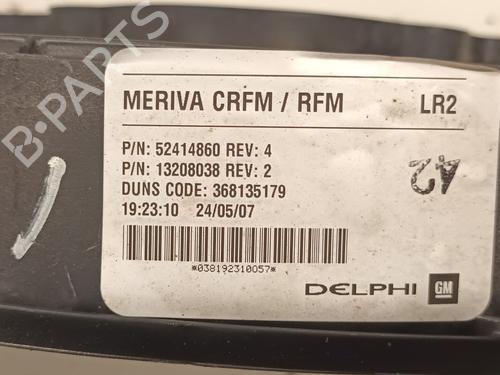 B-PARTS
MERIVA CRFM / RFM LR2
P/N: 52414860 REV: 4
P/N: 13208038 REV: 2
DUNS CODE: 368135179
19:23:10 24/05/07
42
*038192310057*
DELPHI GM